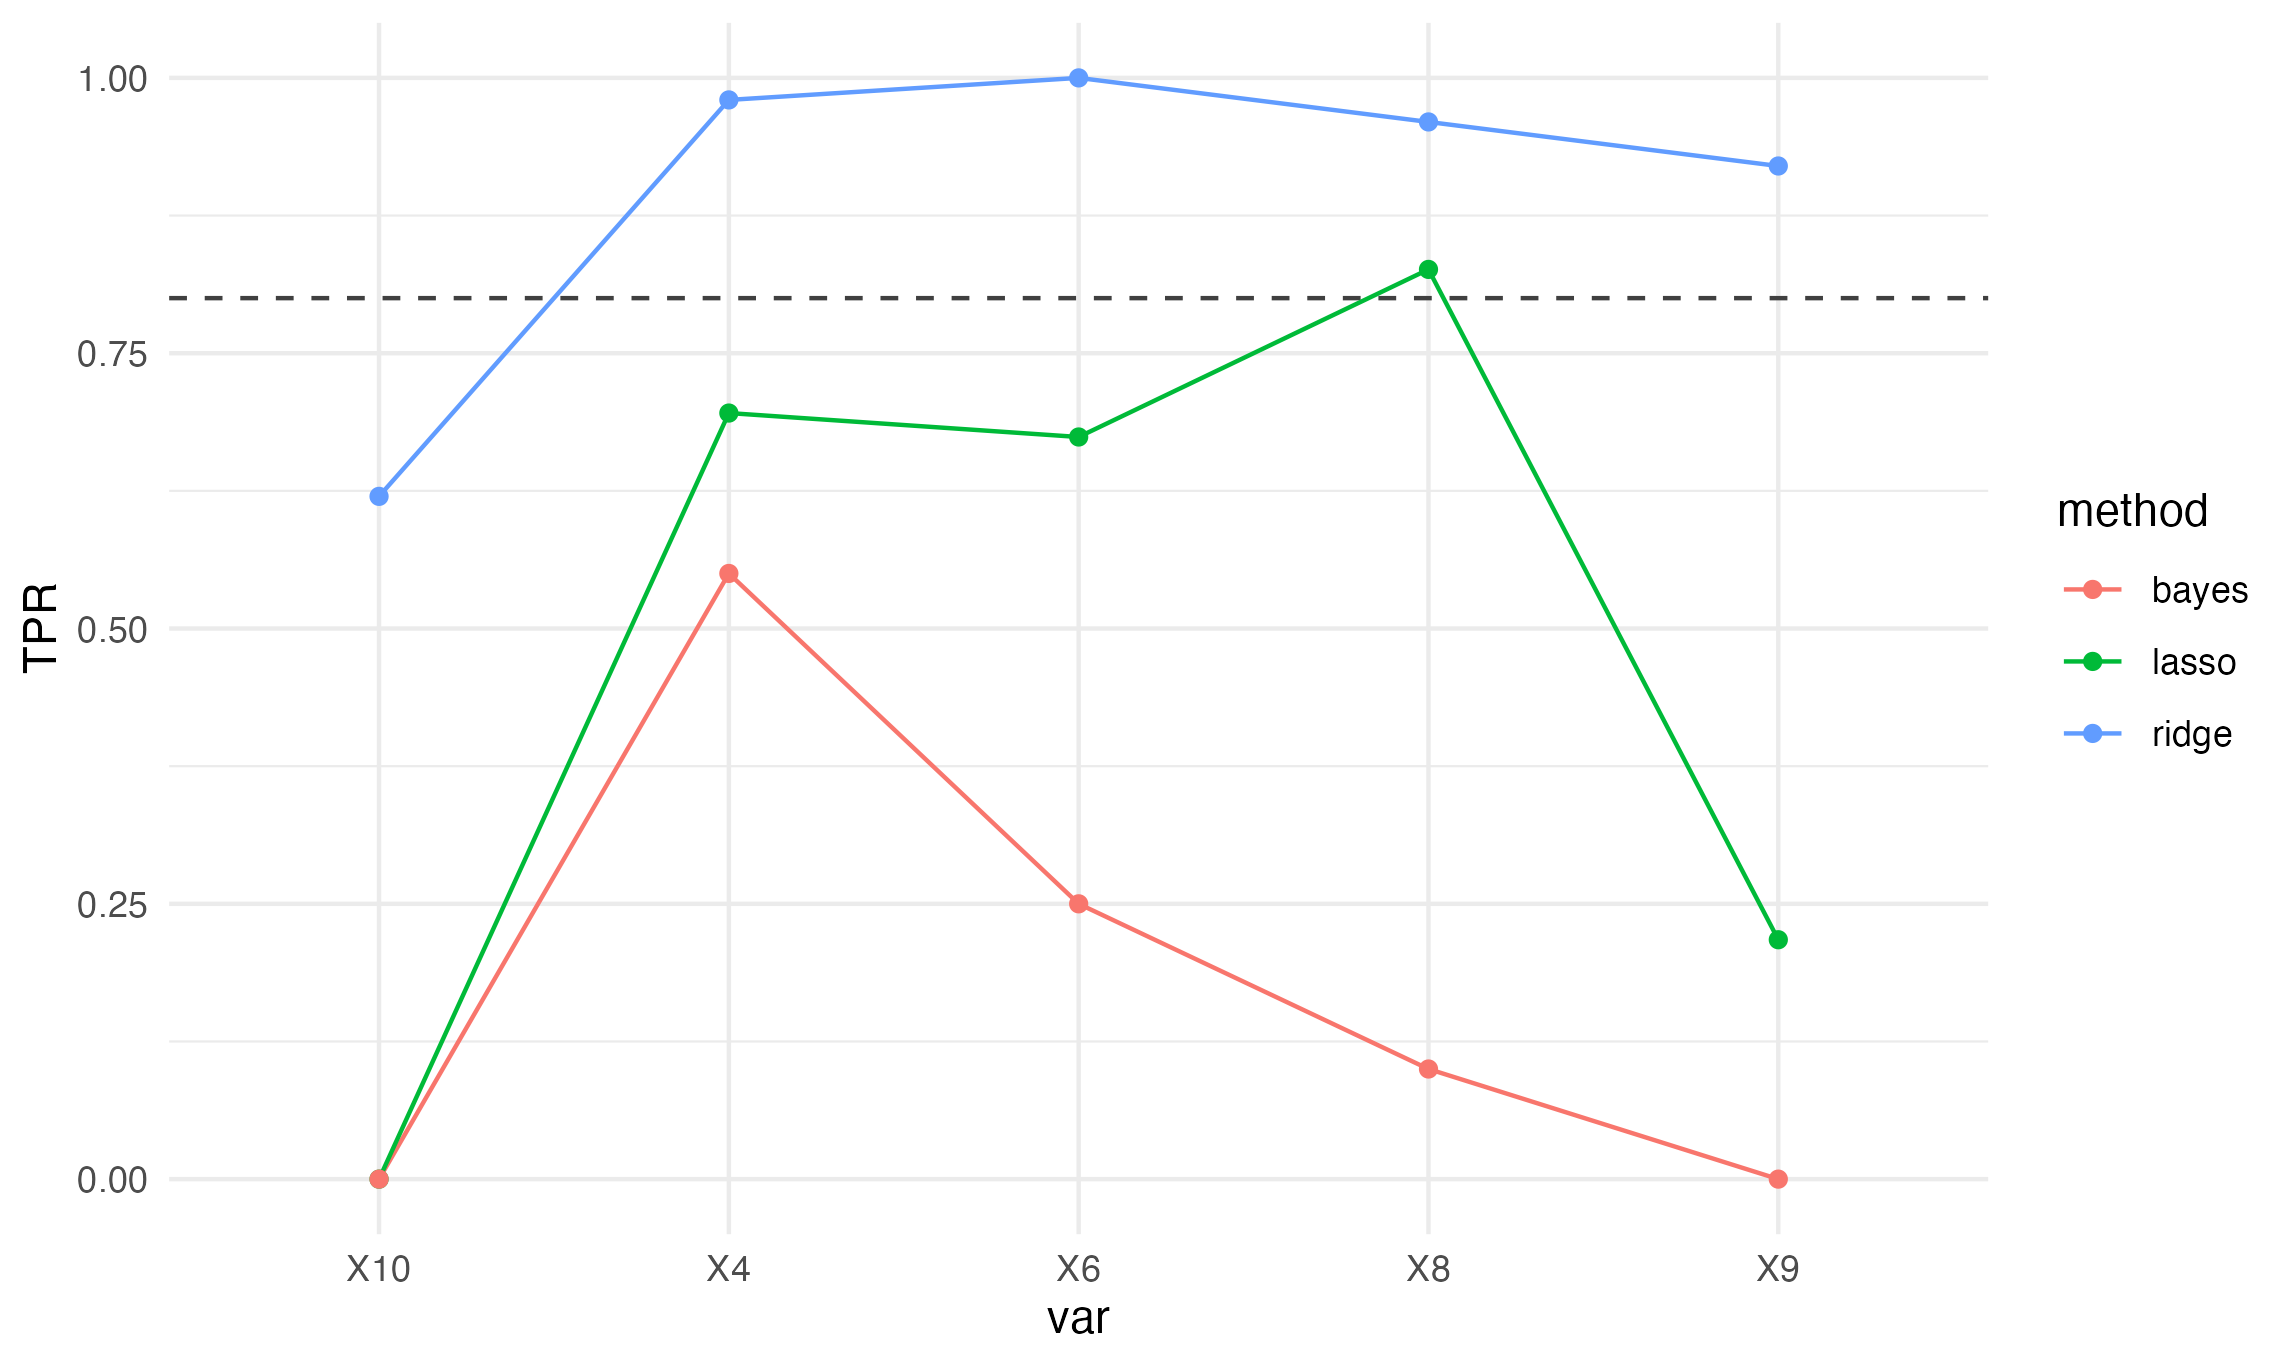 TPR
1.00
0.75
0.50
0.25
0.00
X10 X4 X6 X8 X9
var
method
bayes
lasso
ridge